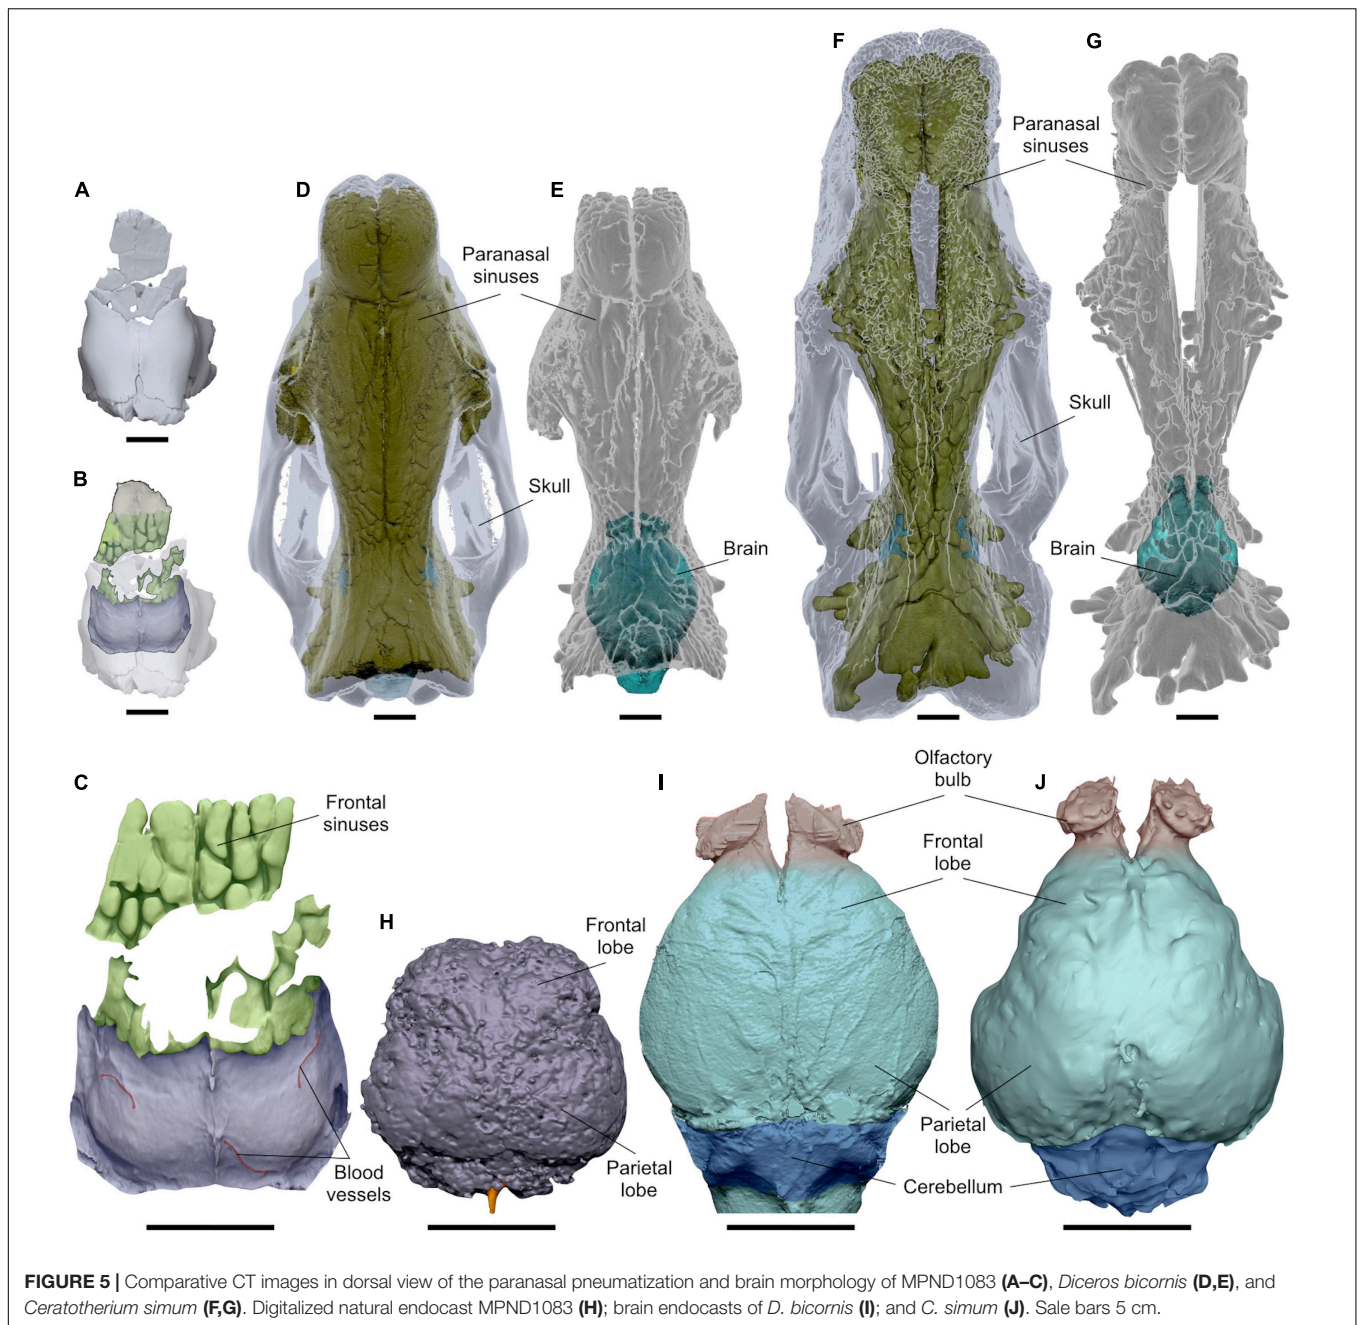 F
G
Paranasal
sinuses
A
D
E
Paranasal
sinuses
Skull
B
Skull
Brain
Brain
C
Frontal
sinuses
Olfactory
bulb
I
J
Frontal
lobe
H
Frontal
lobe
Parietal
lobe
Blood
vessels
Parietal
lobe
Cerebellum
FIGURE 5 | Comparative CT images in dorsal view of the paranasal pneumatization and brain morphology of MPND1083 (A–C), Diceros bicornis (D,E), and
Ceratotherium simum (F,G). Digitalized natural endocast MPND1083 (H); brain endocasts of D. bicornis (I); and C. simum (J). Sale bars 5 cm.